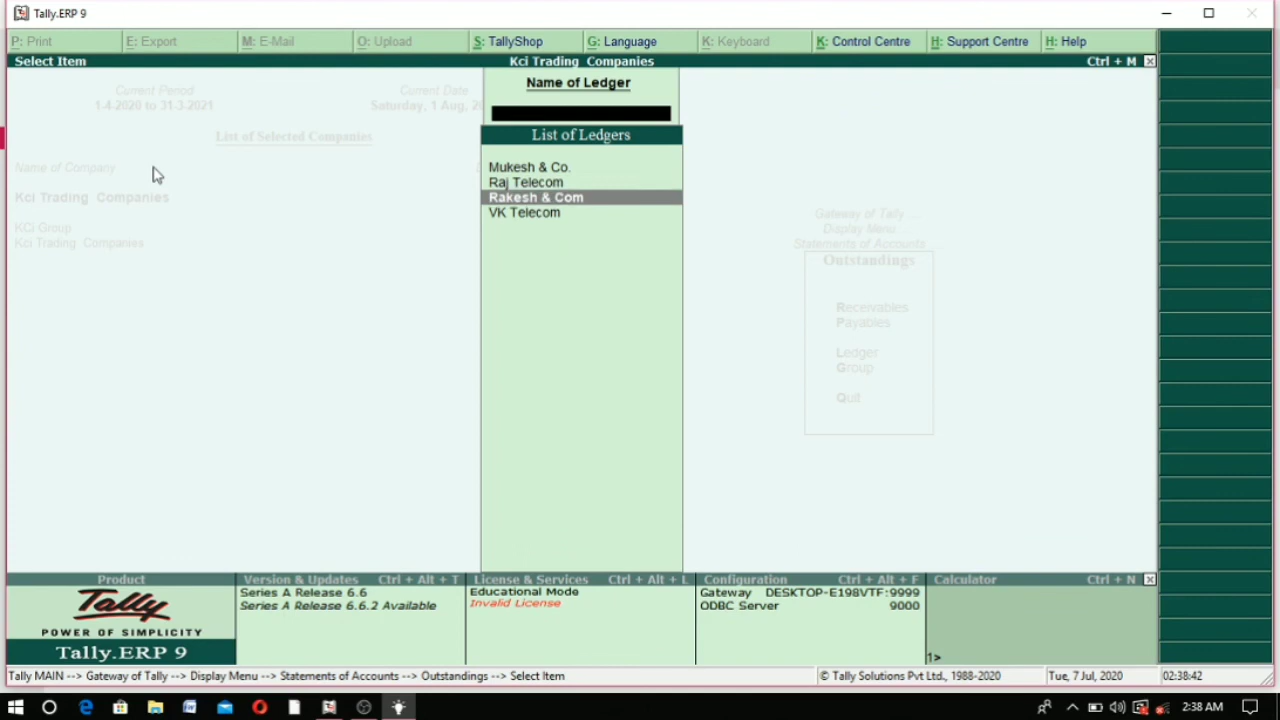 Tally.ERP 9
P: Print
E: Export
M: E-Mail
O: Upload
S: TallyShop
G: Language
K: Keyboard
K: Control Centre
H: Support Centre
H: Help
Select Item
Kci Trading Companies
Ctrl + M
Current Period
1-4-2020 to 31-3-2021
Current Date
Saturday, 1 Aug,
List of Selected Companies
Name of Company
Kci Trading Companies
KCi Group
Kci Trading Companies
Name of Ledger
List of Ledgers
Mukesh & Co.
Raj Telecom
Rakesh & Com
VK Telecom
Gateway of Tally ...
Display Menu ...
Statements of Accounts ...
Outstandings
Receivables
Payables
Ledger
Group
Quit
Product
Tally
POWER OF SIMPLICITY
Tally.ERP 9
Version & Updates Ctrl + Alt + T
Series A Release 6.6
Series A Release 6.6.2 Available
License & Services Ctrl + Alt + L
Educational Mode
Invalid License
Configuration Ctrl + Alt + F
Gateway DESKTOP-E198VTF:9999
ODBC Server 9000
Calculator Ctrl + N
1>
Tally MAIN --> Gateway of Tally --> Display Menu --> Statements of Accounts --> Outstandings --> Select Item
© Tally Solutions Pvt Ltd., 1988-2020
Tue, 7 Jul, 2020
02:38:42
2:38 AM